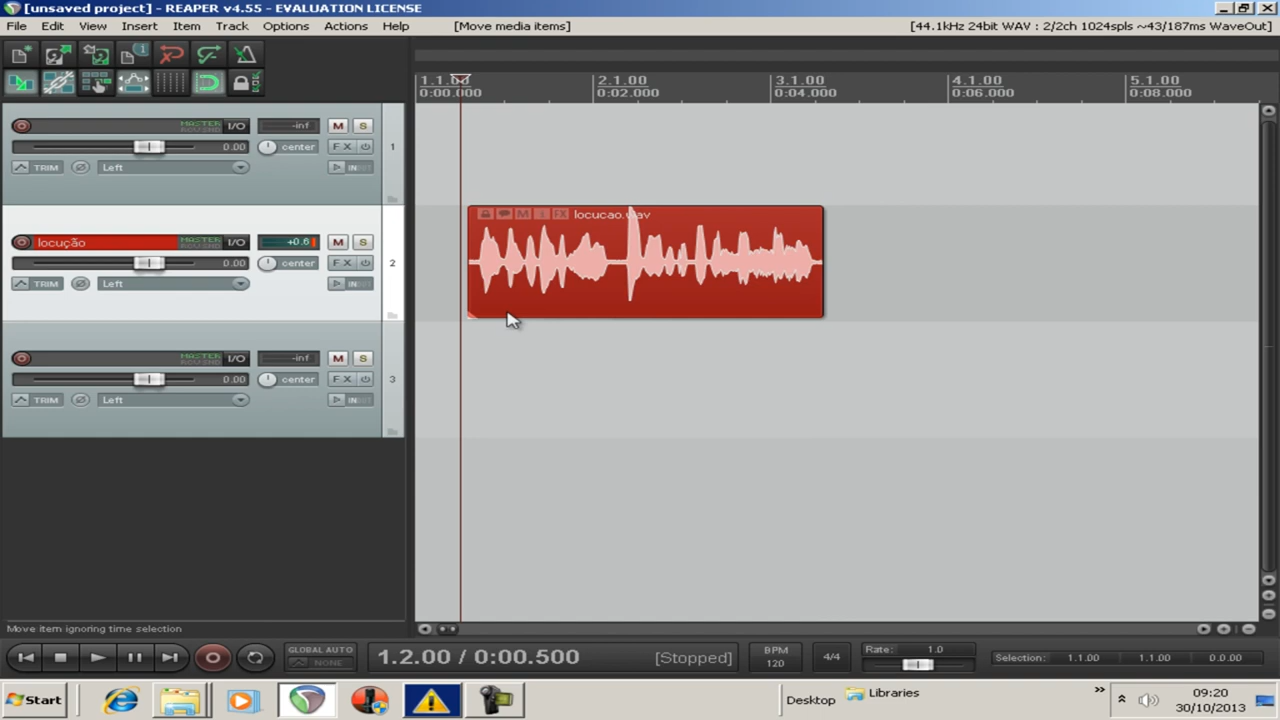 [unsaved project] - REAPER v4.55 - EVALUATION LICENSE
File Edit View Insert Item Track Options Actions Help [Move media items] [44.1kHz 24bit WAV : 2/2ch 1024spls ~43/187ms WaveOut]
1.1.00 2.1.00 3.1.00 4.1.00 5.1.00
0:00.000 0:02.000 0:04.000 0:06.000 0:08.000
MASTER I/O -inf M S
0.00 center FX 1
TRIM Left IN
locução MASTER I/O +0.6 M S
0.00 center FX 2
TRIM Left IN
M i FX locucao.wav
MASTER I/O -inf M S
0.00 center FX 3
TRIM Left IN
Move item ignoring time selection
GLOBAL AUTO
NONE
1.2.00 / 0:00.500 [Stopped]
BPM
120
4/4
Rate: 1.0
Selection: 1.1.00 1.1.00 0.0.00
Start Desktop Libraries » 09:20
30/10/2013